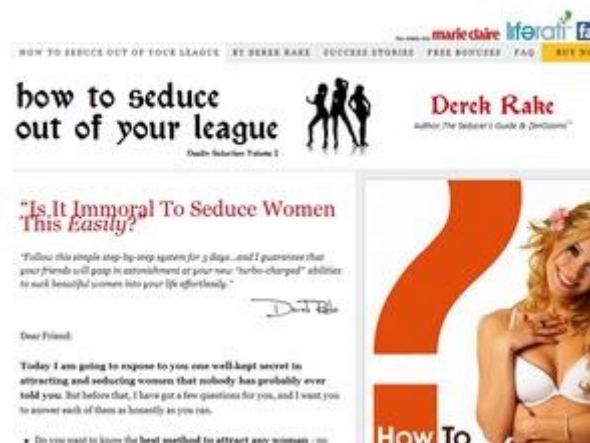 marie claire liferati
HOW TO SEDUCE OUT OF YOUR LEAGUE BY DEREK RAKE SUCCESS STORIES FREE BONUSES FAQ BUY
how to seduce
out of your league
Derek Rake
Author, The Seducer's Guide &
"Is It Immoral To Seduce Women
This Easily?"
"Follow this simple step-by-step system for 3 days...and I guarantee that
your friends will gasp in astonishment at your new "turbo-charged" abilities
to suck beautiful women into your life effortlessly."
Derek Rake
Dear Friend:
Today I am going to expose to you one well-kept secret in
attracting and seducing women that nobody has probably ever
told you. But before that, I have got a few questions for you, and I want you
to answer each of them as honestly as you can.
• Do you want to know the best method to attract any woman - no
?
How To